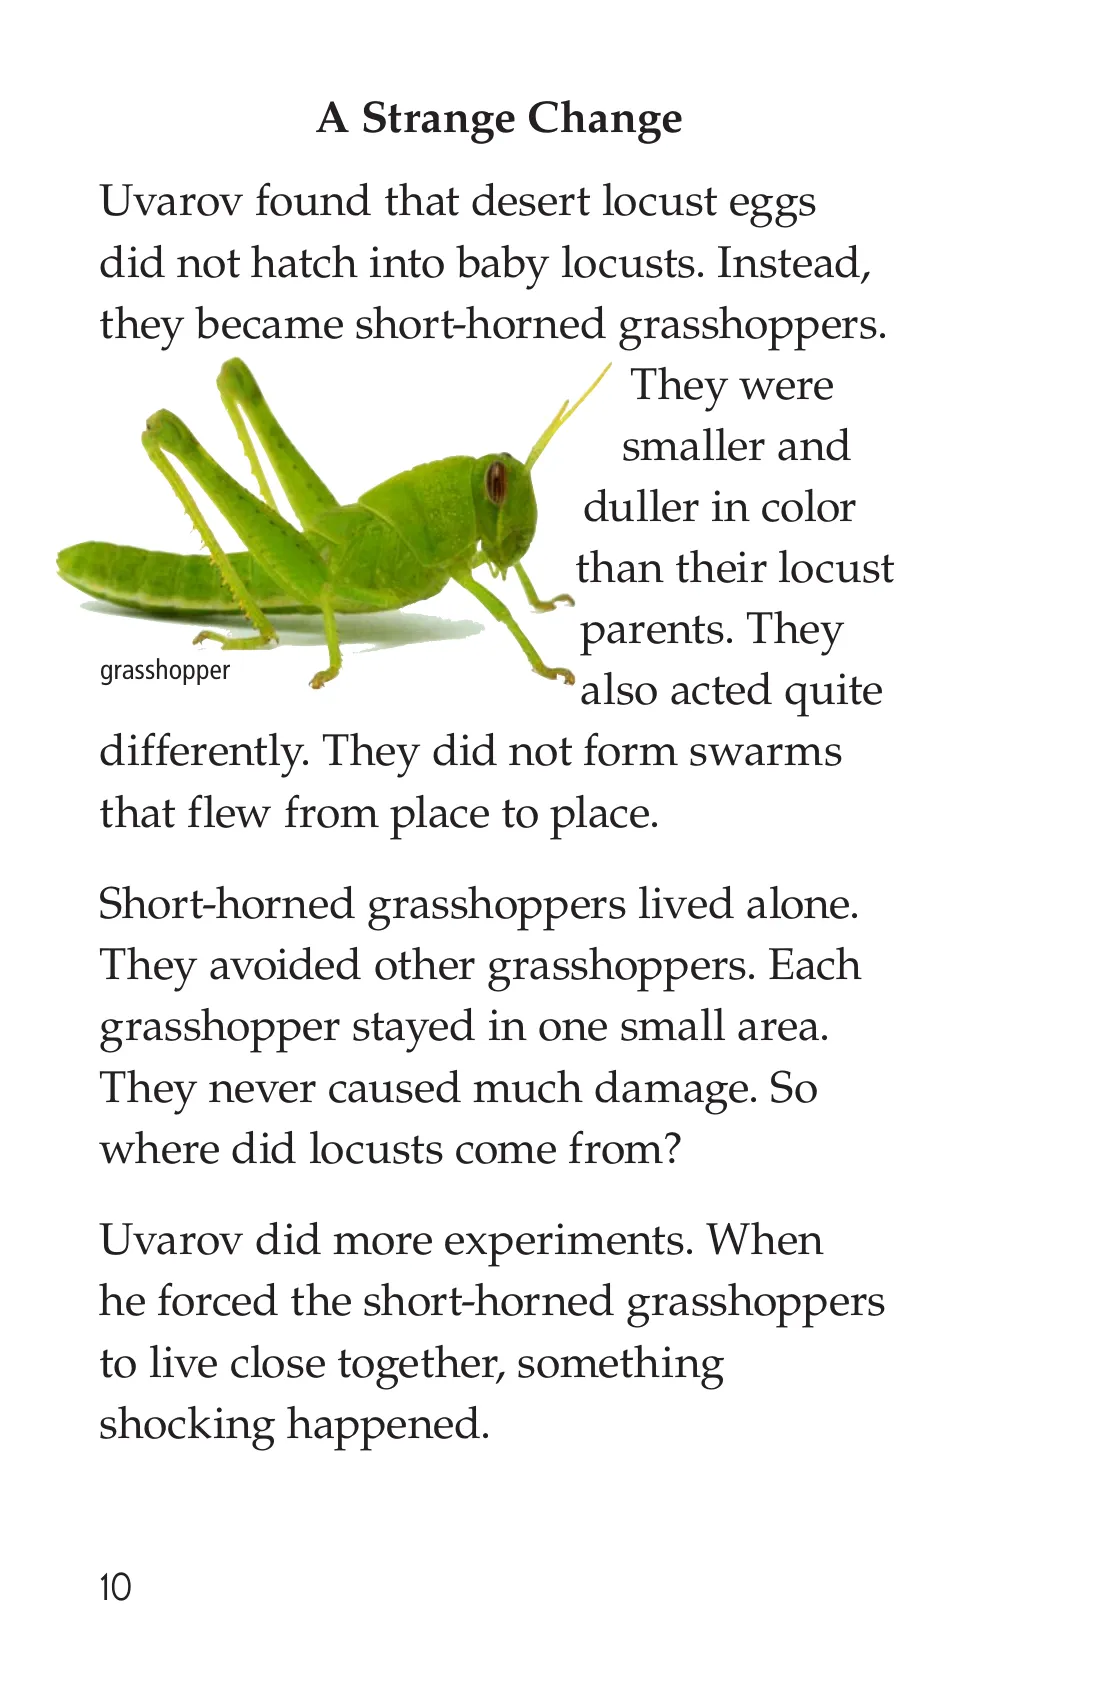 A Strange Change
Uvarov found that desert locust eggs
did not hatch into baby locusts. Instead,
they became short-horned grasshoppers.
They were
smaller and
duller in color
than their locust
parents. They
also acted quite
grasshopper
differently. They did not form swarms
that flew from place to place.
Short-horned grasshoppers lived alone.
They avoided other grasshoppers. Each
grasshopper stayed in one small area.
They never caused much damage. So
where did locusts come from?
Uvarov did more experiments. When
he forced the short-horned grasshoppers
to live close together, something
shocking happened.
10